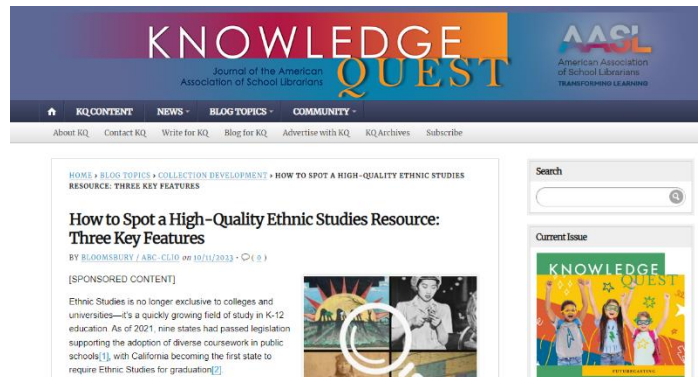 KNOWLEDGE
QUEST
Journal of the American
Association of School Librarians
AASL
American Association
of School Librarians
TRANSFORMING LEARNING
KQ CONTENT NEWS BLOG TOPICS COMMUNITY
About KQ Contact KQ Write for KQ Blog for KQ Advertise with KQ KQ Archives Subscribe
HOME » BLOG TOPICS » COLLECTION DEVELOPMENT » HOW TO SPOT A HIGH-QUALITY ETHNIC STUDIES
RESOURCE: THREE KEY FEATURES
How to Spot a High-Quality Ethnic Studies Resource:
Three Key Features
BY BLOOMSBURY / ABC-CLIO on 10/11/2023 • ( 0 )
[SPONSORED CONTENT]
Ethnic Studies is no longer exclusive to colleges and
universities—it's a quickly growing field of study in K-12
education. As of 2021, nine states had passed legislation
supporting the adoption of diverse coursework in public
schools[1], with California becoming the first state to
require Ethnic Studies for graduation[2].
Search
Current Issue
KNOWLEDGE
QUEST
FUTURECASTING